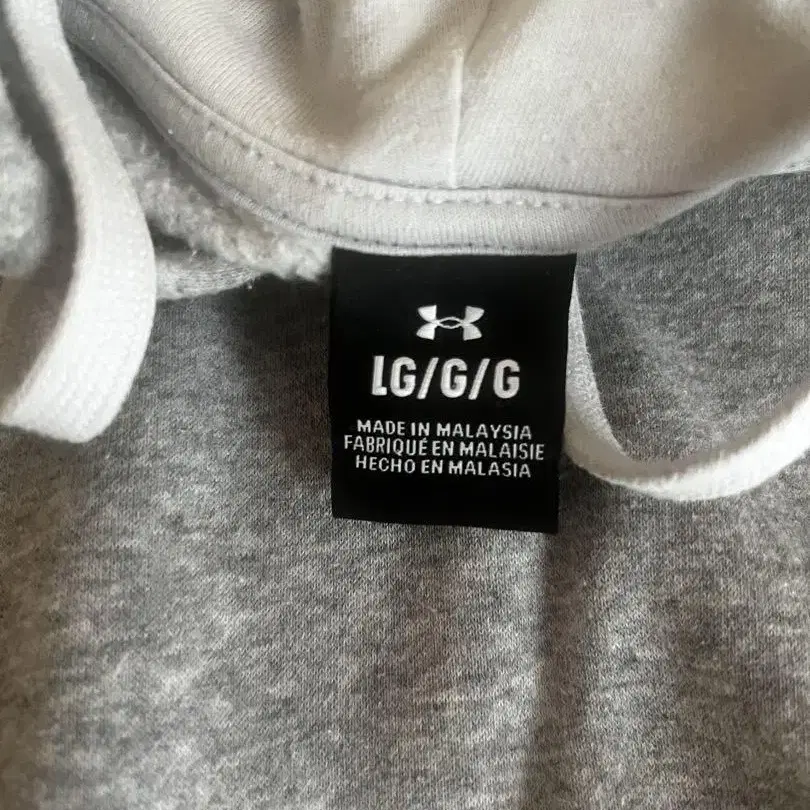 LG/G/G
MADE IN MALAYSIA
FABRIQUÉ EN MALAISIE
HECHO EN MALASIA